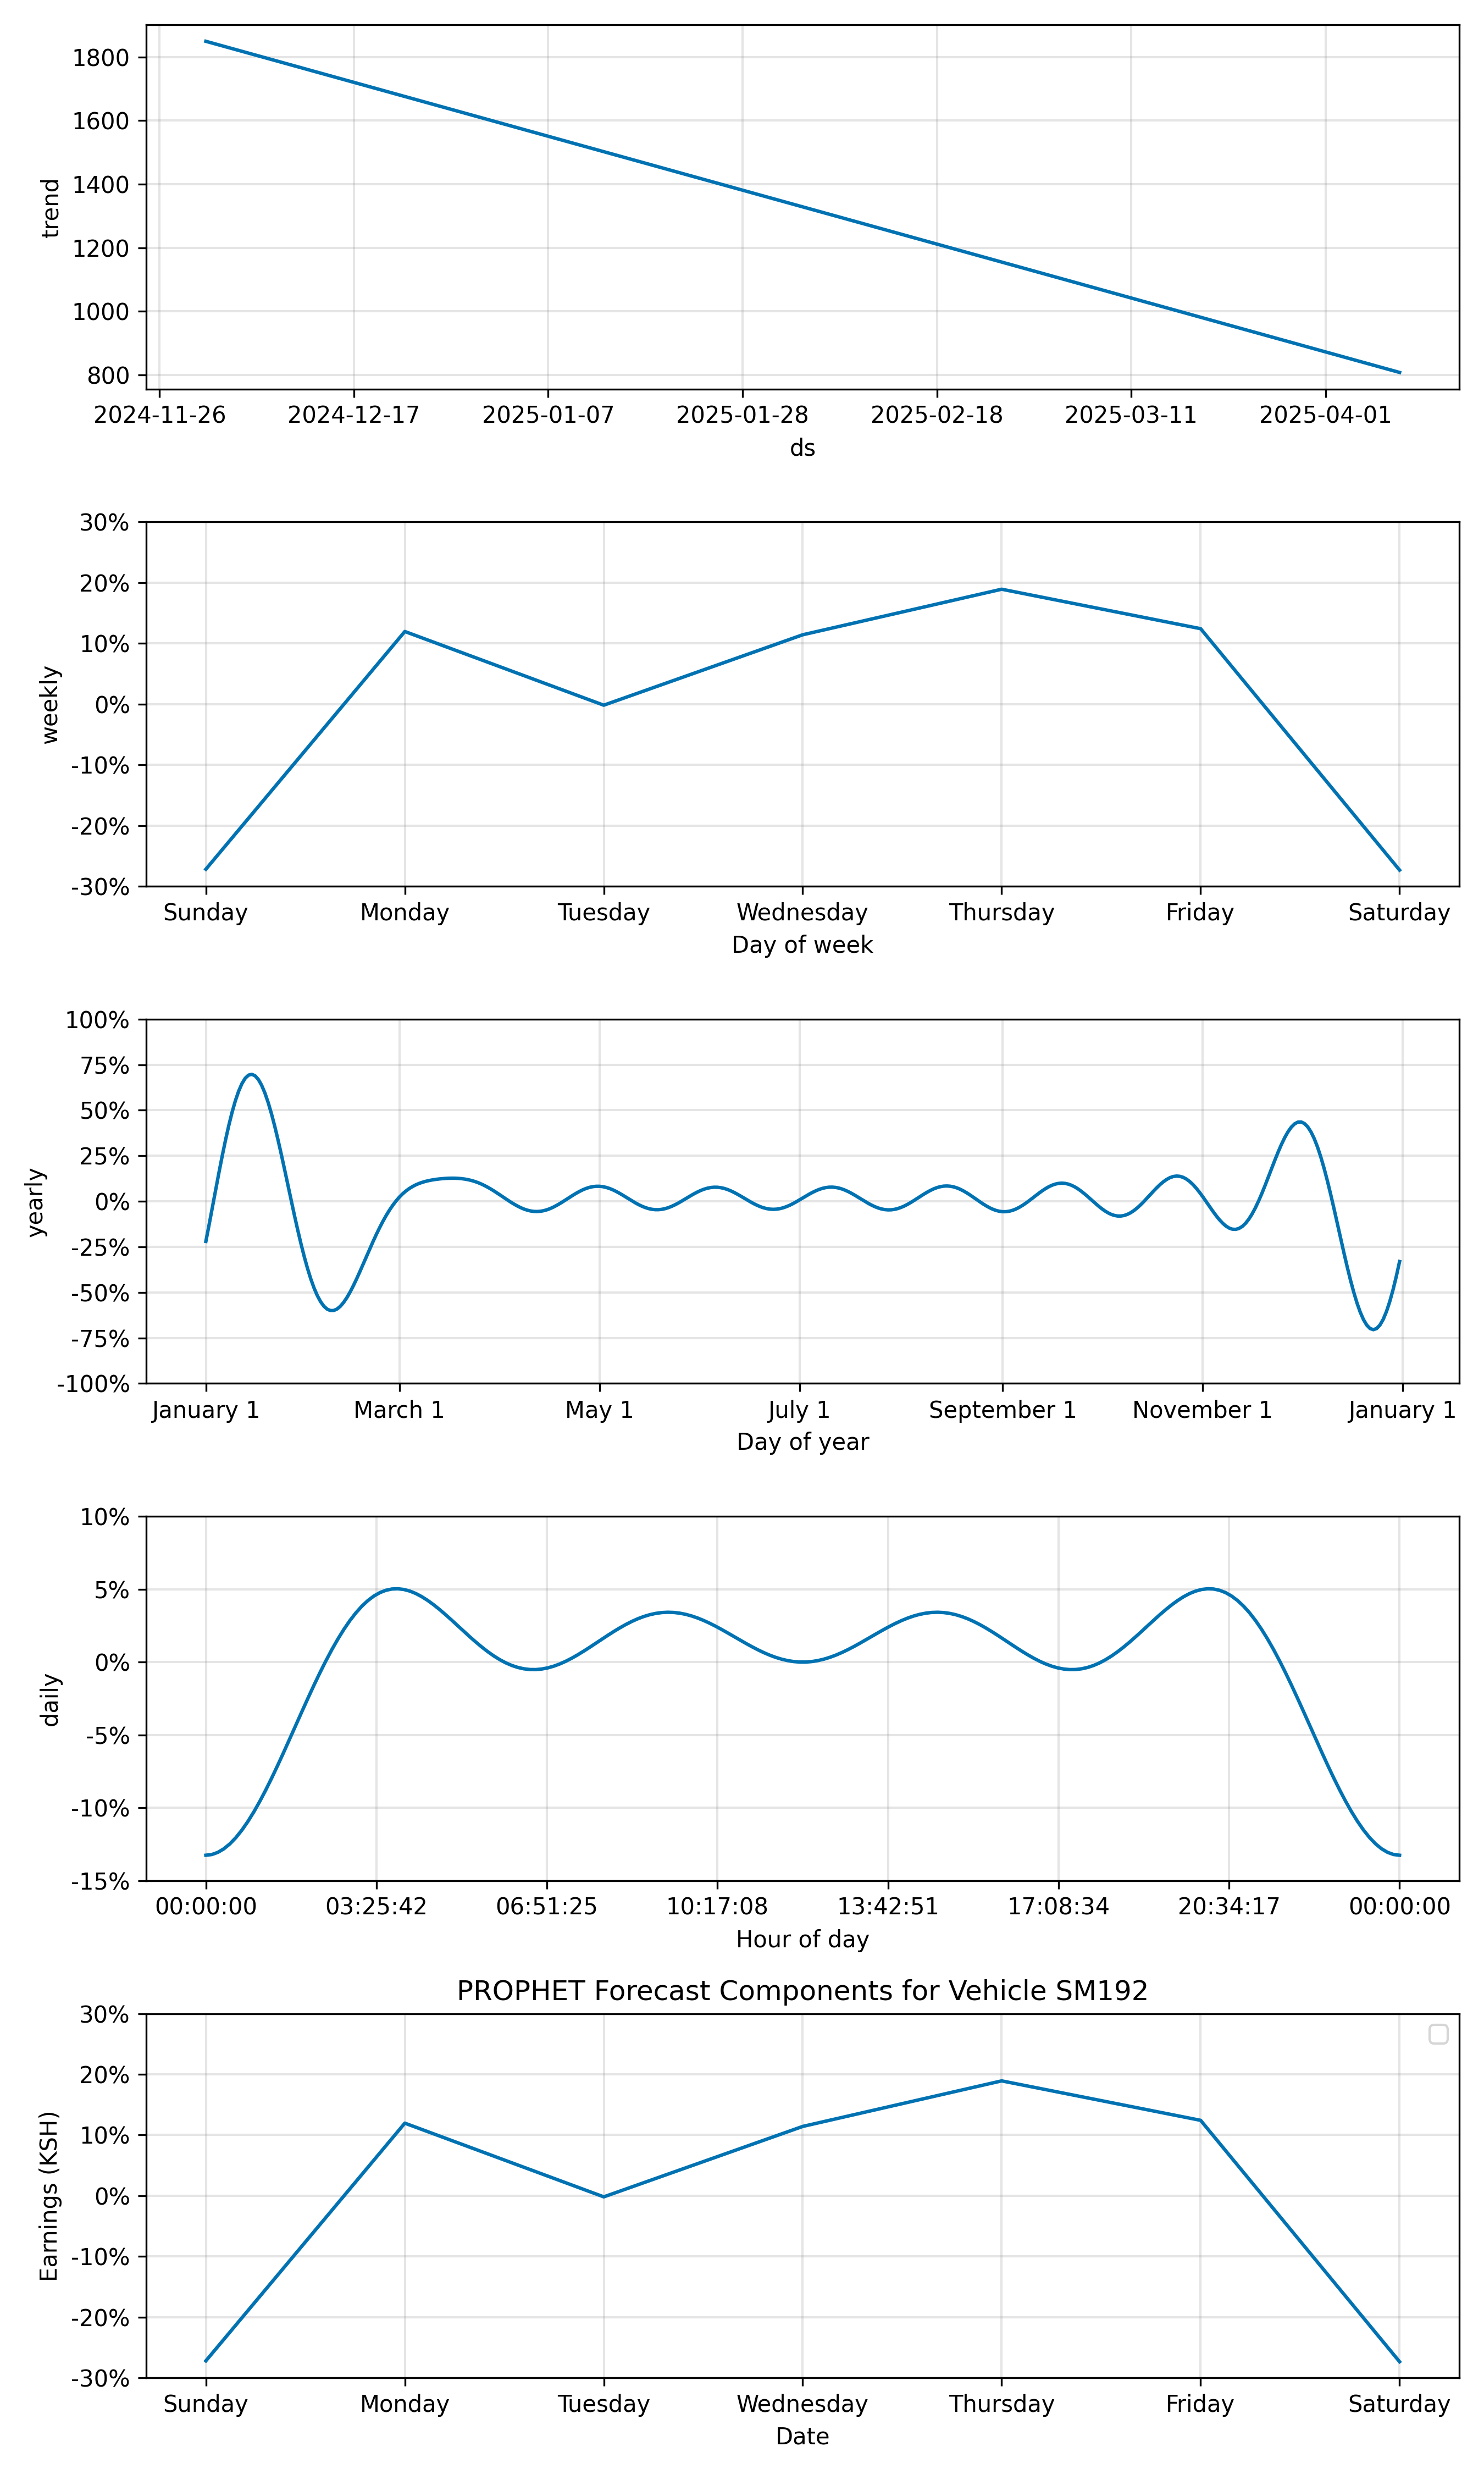 1800
1600
1400
1200
1000
800
trend
2024-11-26 2024-12-17 2025-01-07 2025-01-28 2025-02-18 2025-03-11 2025-04-01
ds
30%
20%
10%
0%
-10%
-20%
-30%
weekly
Sunday Monday Tuesday Wednesday Thursday Friday Saturday
Day of week
100%
75%
50%
25%
0%
-25%
-50%
-75%
-100%
yearly
January 1 March 1 May 1 July 1 September 1 November 1 January 1
Day of year
10%
5%
0%
-5%
-10%
-15%
daily
00:00:00 03:25:42 06:51:25 10:17:08 13:42:51 17:08:34 20:34:17 00:00:00
Hour of day
PROPHET Forecast Components for Vehicle SM192
30%
20%
10%
0%
-10%
-20%
-30%
Earnings (KSH)
Sunday Monday Tuesday Wednesday Thursday Friday Saturday
Date